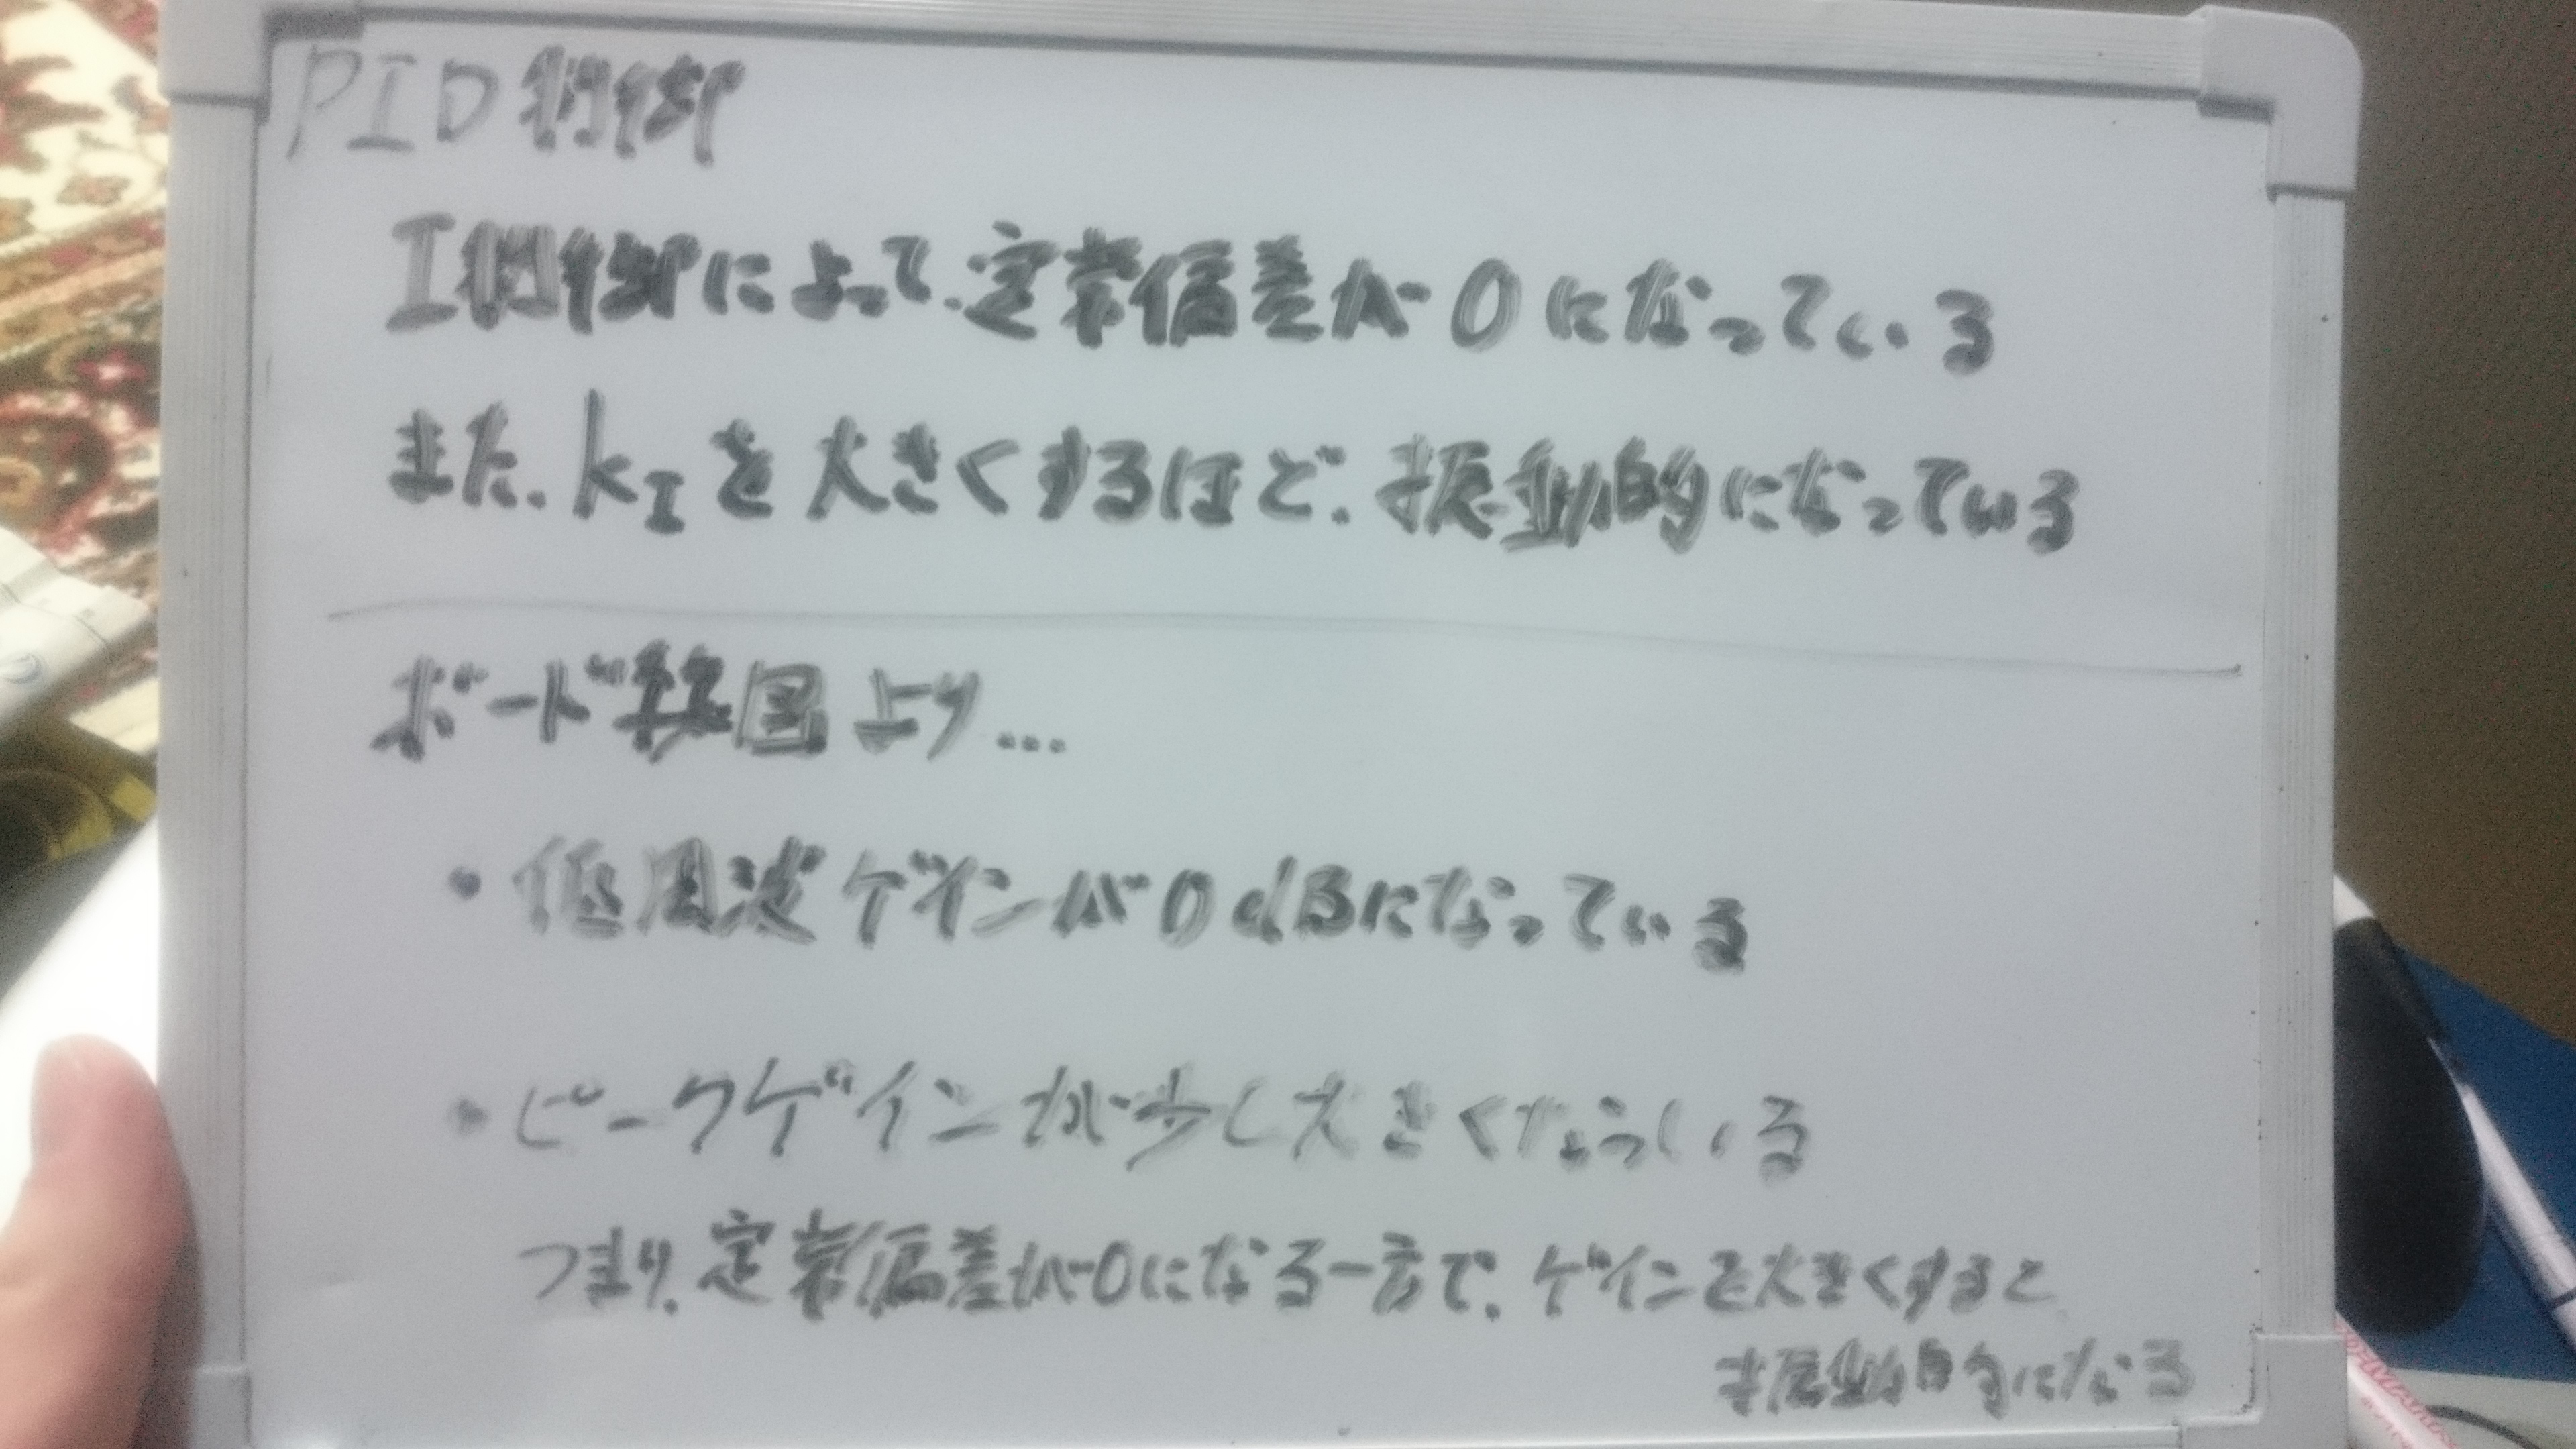 PID制御
I制御によって、定常偏差が0になっている
また、kIを大きくするほど、振動的になっている
ボード線図より...
・低周波ゲインが0dBになっている
・ピークゲインが少し大きくなっている
つまり、定常偏差が0になる一方で、ゲインを大きくすると
振動的になる